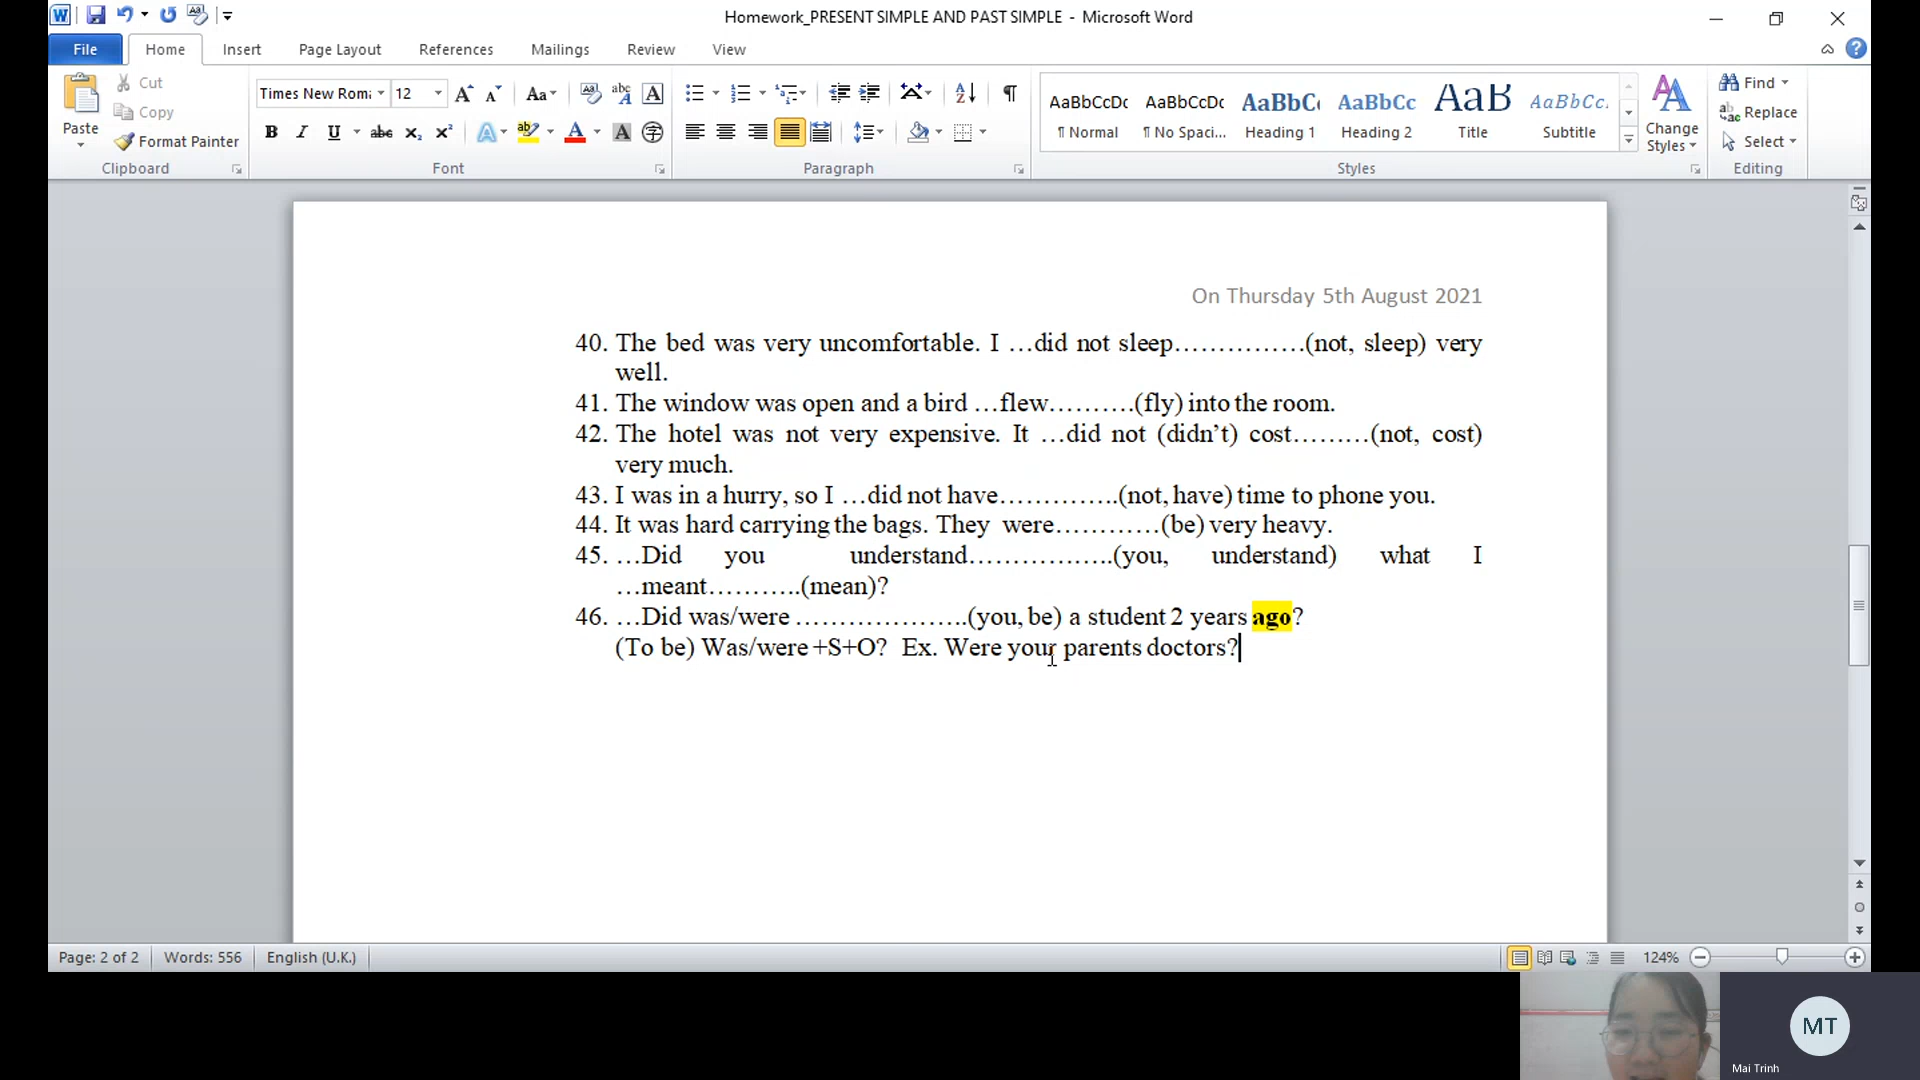 Homework_PRESENT SIMPLE AND PAST SIMPLE - Microsoft Word
File Home Insert Page Layout References Mailings Review View
Paste
Cut
Copy
Format Painter
Clipboard
Times New Roma 12
Font
Paragraph
AaBbCcDc AaBbCcDc AaBbC AaBbCc AaB AaBbCc.
¶ Normal ¶ No Spaci... Heading 1 Heading 2 Title Subtitle
Change Styles
Styles
Find
Replace
Select
Editing
On Thursday 5th August 2021
40. The bed was very uncomfortable. I …did not sleep……………(not, sleep) very
well.
41. The window was open and a bird …flew……….(fly) into the room.
42. The hotel was not very expensive. It …did not (didn’t) cost………(not, cost)
very much.
43. I was in a hurry, so I …did not have…………..(not, have) time to phone you.
44. It was hard carrying the bags. They were…………(be) very heavy.
45. …Did you understand……………….(you, understand) what I
…meant………..(mean)?
46. …Did was/were ………………….(you, be) a student 2 years ago?
(To be) Was/were +S+O? Ex. Were your parents doctors?
Page: 2 of 2 Words: 556 English (U.K.) 124%
MT
Mai Trinh